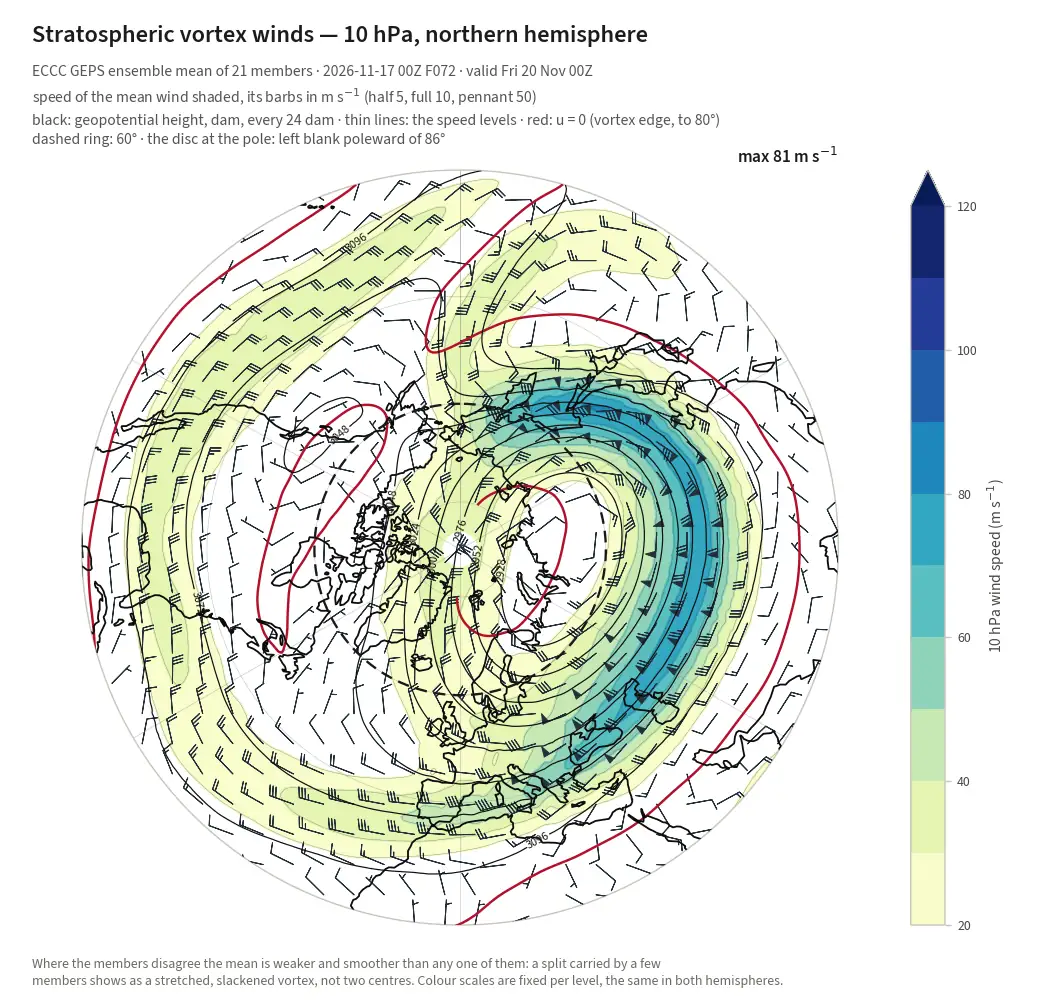 Stratospheric vortex winds — 10 hPa, northern hemisphere
ECCC GEPS ensemble mean of 21 members · 2026-11-17 00Z F072 · valid Fri 20 Nov 00Z
speed of the mean wind shaded, its barbs in m s⁻¹ (half 5, full 10, pennant 50)
black: geopotential height, dam, every 24 dam · thin lines: the speed levels · red: u = 0 (vortex edge, to 80°)
dashed ring: 60° · the disc at the pole: left blank poleward of 86°
max 81 m s⁻¹
120
100
80
60
40
20
10 hPa wind speed (m s⁻¹)
3096
2976
2928
3096
Where the members disagree the mean is weaker and smoother than any one of them: a split carried by a few
members shows as a stretched, slackened vortex, not two centres. Colour scales are fixed per level, the same in both hemispheres.